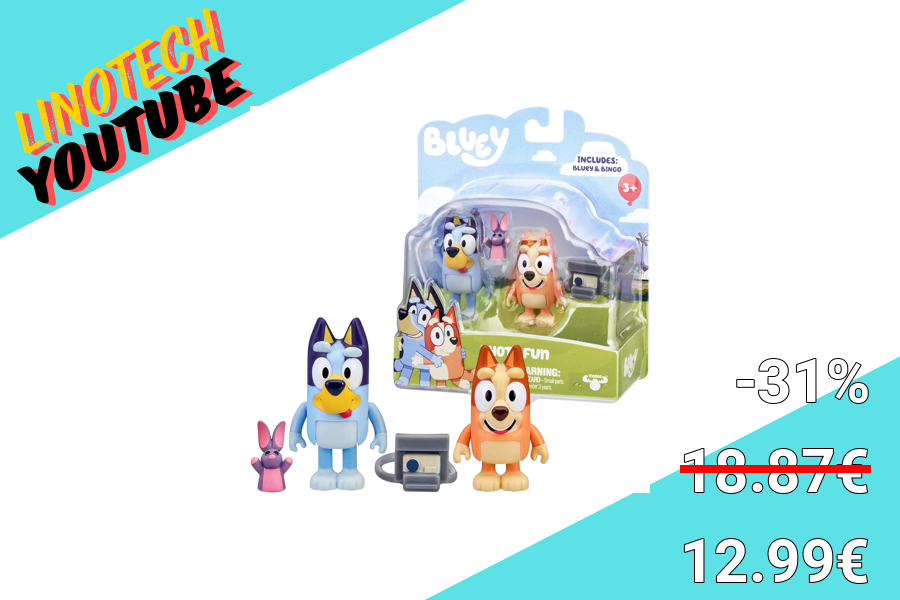 LINOTECH
YOUTUBE
BLUEY
INCLUDES:
BLUEY & BINGO
3+
FUN
WARNING:
-31%
18.87€
12.99€